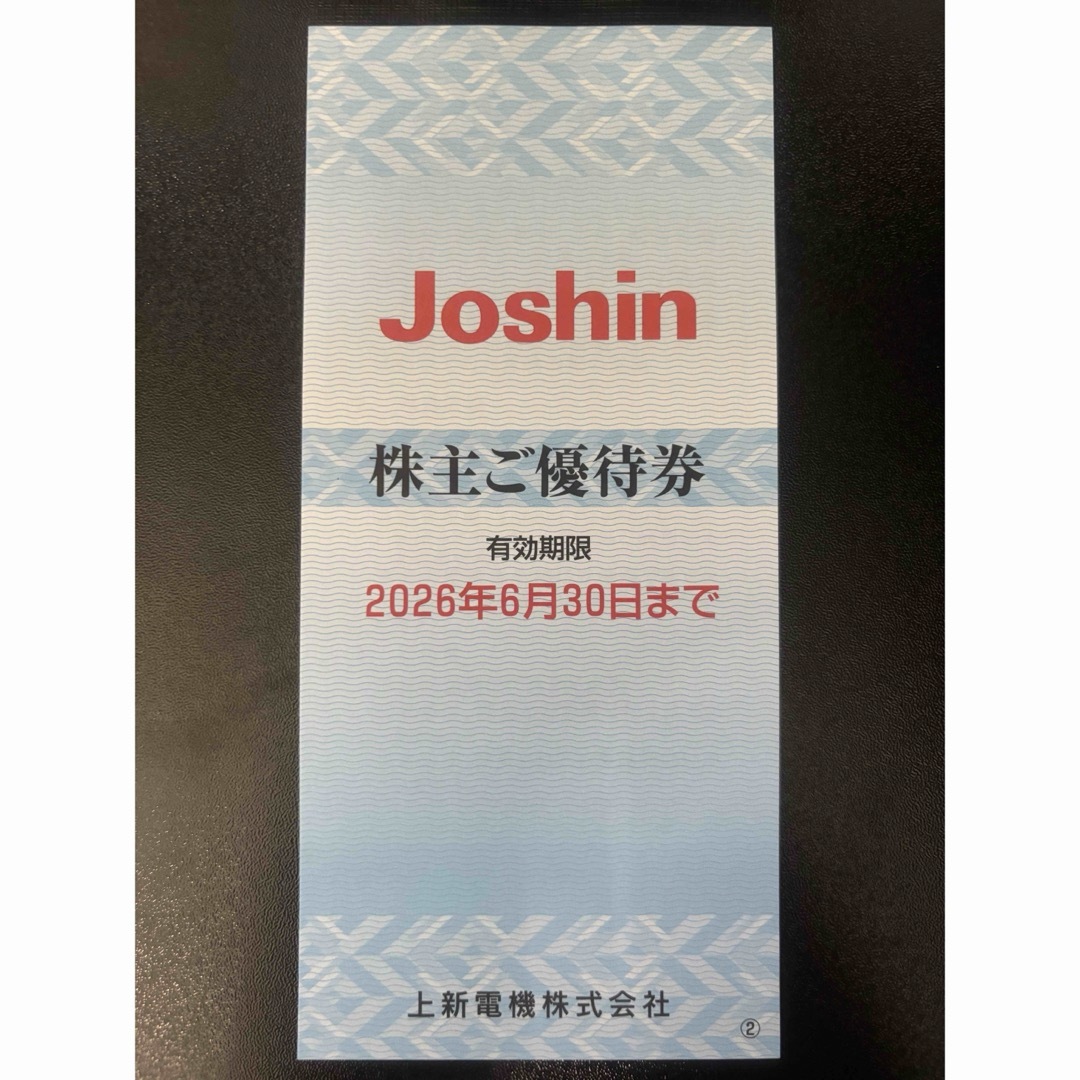 Joshin
株主ご優待券
有効期限
2026年6月30日まで
上新電機株式会社
②